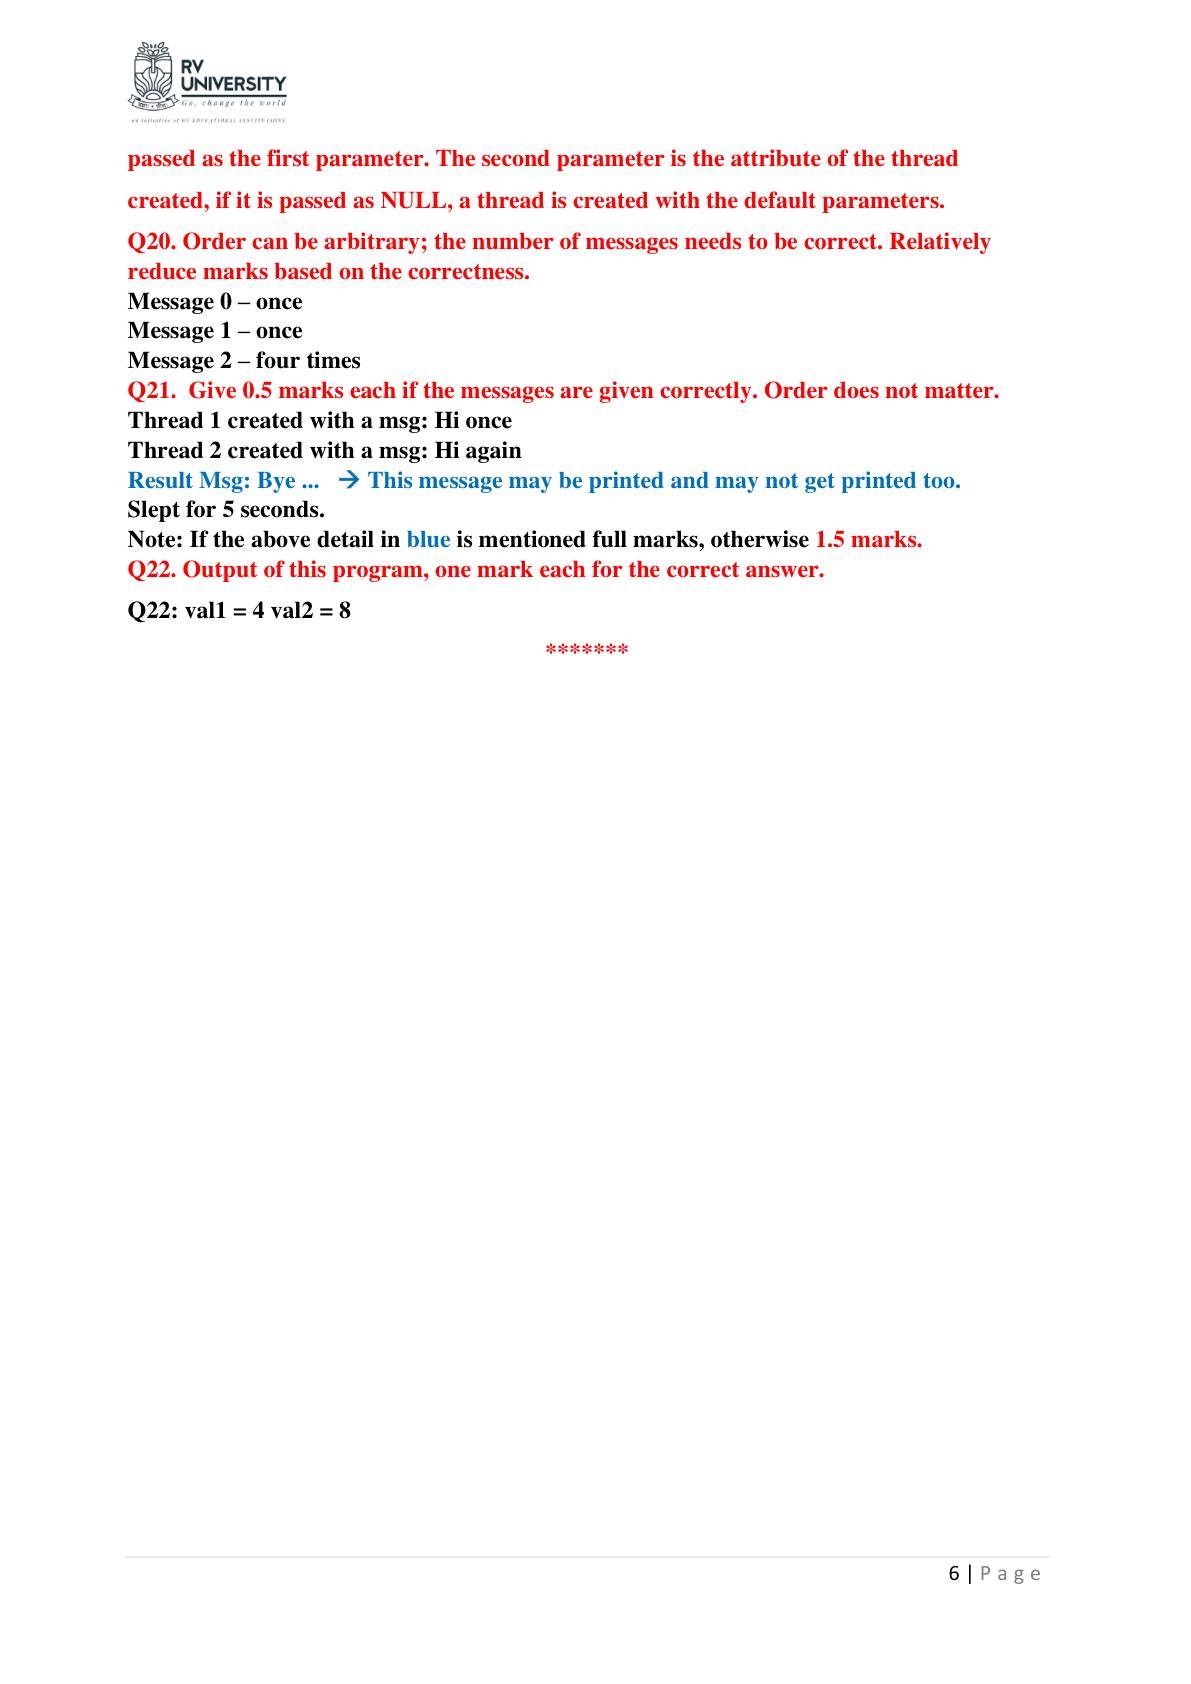 RV
UNIVERSITY
Go, change the world
an initiative of RV EDUCATIONAL INSTITUTIONS
passed as the first parameter. The second parameter is the attribute of the thread
created, if it is passed as NULL, a thread is created with the default parameters.
Q20. Order can be arbitrary; the number of messages needs to be correct. Relatively
reduce marks based on the correctness.
Message 0 – once
Message 1 – once
Message 2 – four times
Q21.  Give 0.5 marks each if the messages are given correctly. Order does not matter.
Thread 1 created with a msg: Hi once
Thread 2 created with a msg: Hi again
Result Msg: Bye ...  → This message may be printed and may not get printed too.
Slept for 5 seconds.
Note: If the above detail in blue is mentioned full marks, otherwise 1.5 marks.
Q22. Output of this program, one mark each for the correct answer.
Q22: val1 = 4 val2 = 8
*******
6 | Page